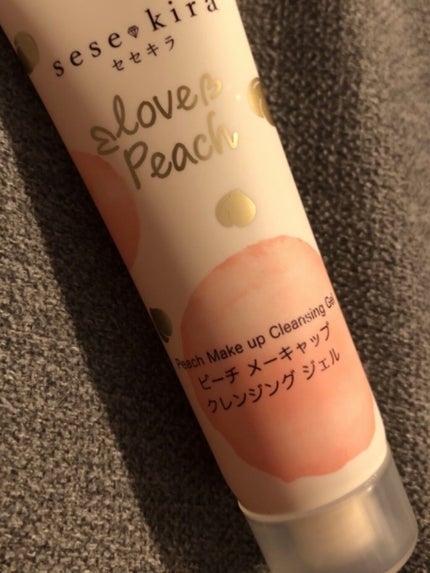 sese kira
セセキラ
love
Peach
Peach Make up Cleansing Gel
ピーチ メーキャップ
クレンジング ジェル